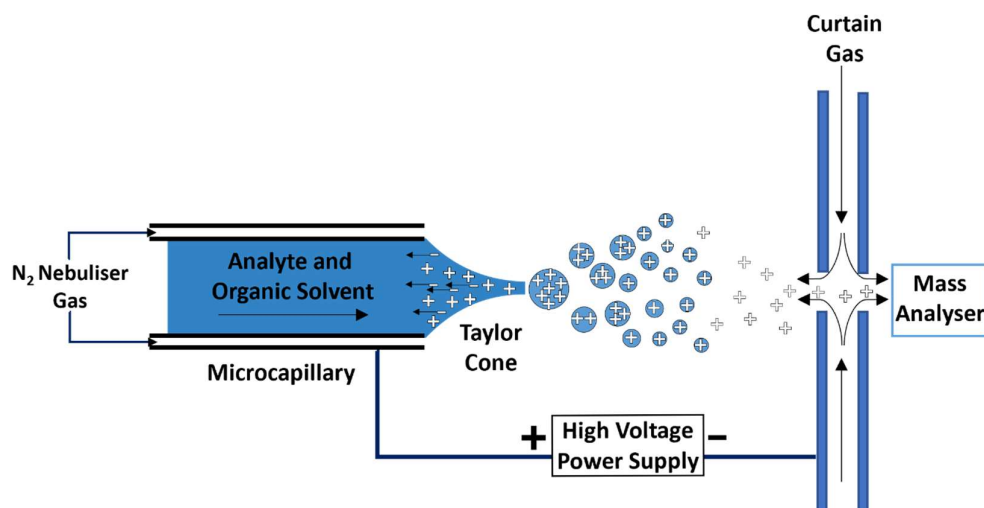 Curtain
Gas
N₂ Nebuliser
Gas
Analyte and
Organic Solvent
Taylor
Cone
Microcapillary
Mass
Analyser
+
High Voltage
Power Supply
−